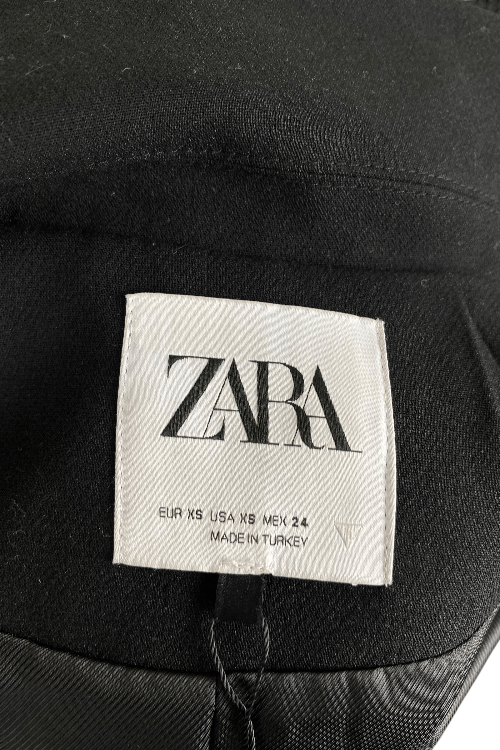 ZARA
EUR XS USA XS MEX 24
MADE IN TURKEY